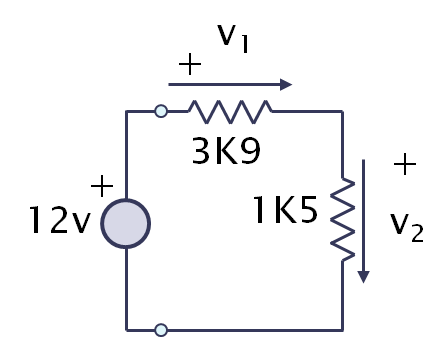 v₁
+
3K9
+
12v
1K5
+
v₂